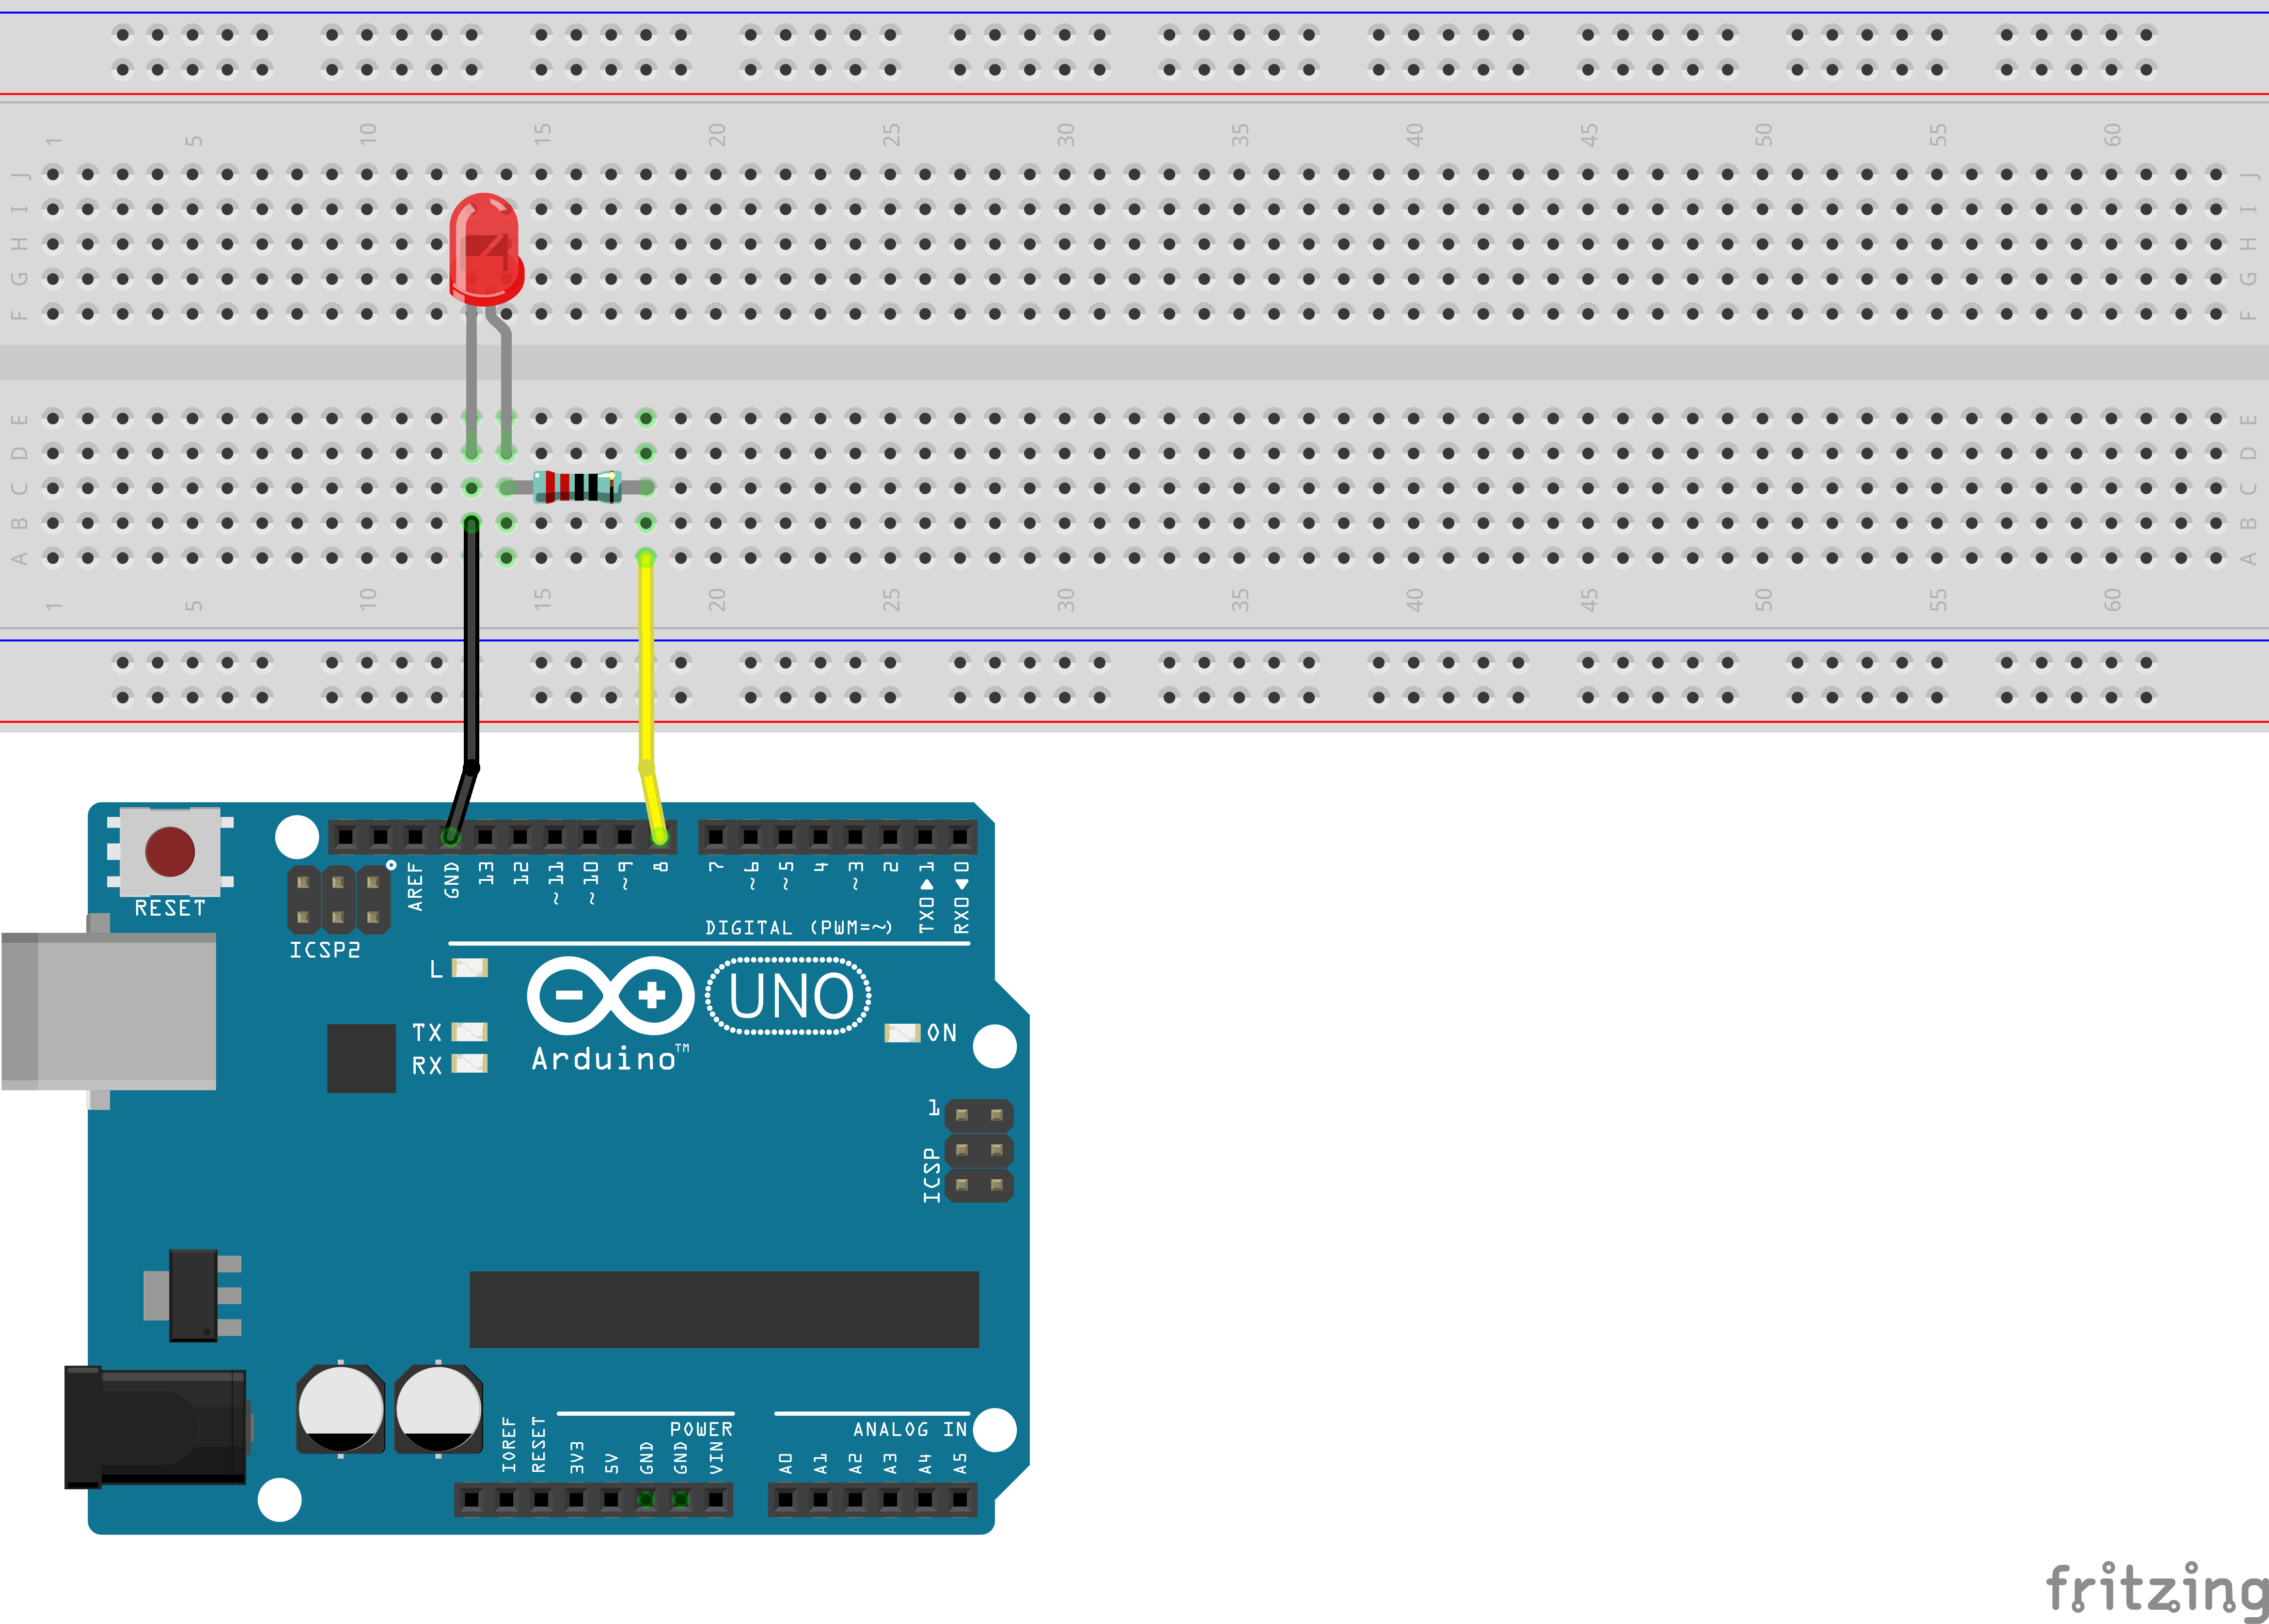 1 5 10 15 20 25 30 35 40 45 50 55 60
J J
I I
H H
G G
F F
E E
D D
C C
B B
A A
1 5 10 15 20 25 30 35 40 45 50 55 60
AREF GND 13 12 ~11 ~10 ~9 8 7 ~6 ~5 4 ~3 2 TX0▶1 RX0◀0
RESET
DIGITAL (PWM=~)
ICSP2
L
UNO
TX ON
RX
Arduino™
1
ICSP
POWER ANALOG IN
IOREF RESET 3V3 5V GND GND VIN A0 A1 A2 A3 A4 A5
fritzing